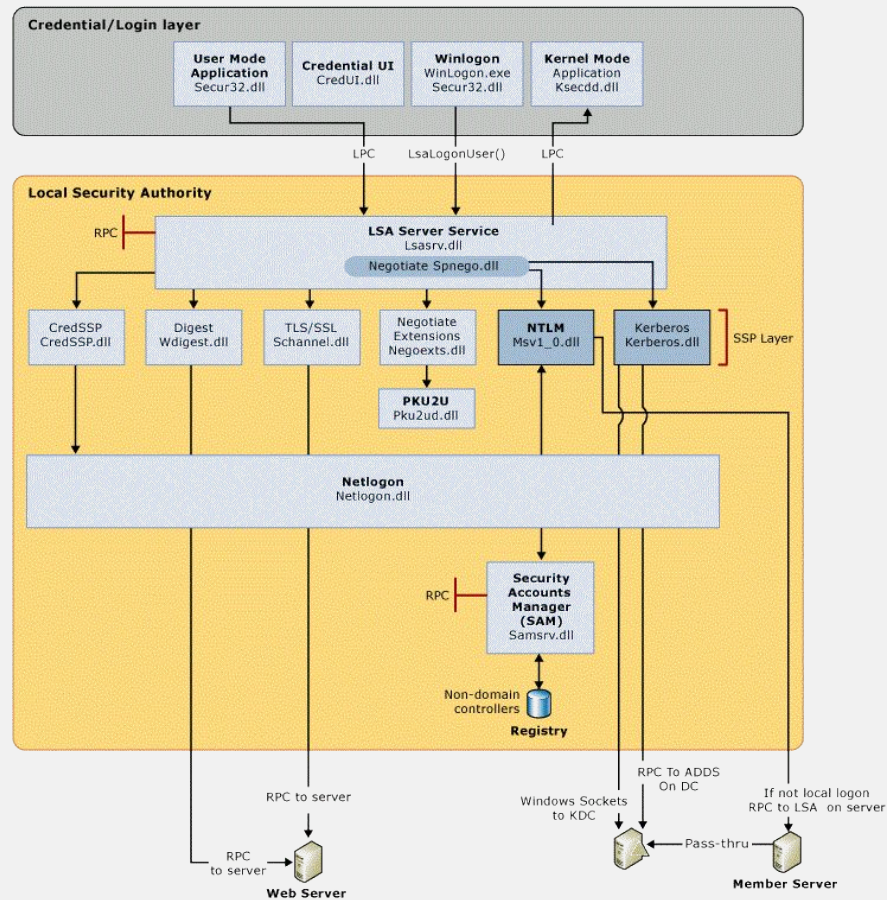 Credential/Login layer
User Mode
Application
Secur32.dll
Credential UI
CredUI.dll
Winlogon
WinLogon.exe
Secur32.dll
Kernel Mode
Application
Ksecdd.dll
LPC
LsaLogonUser()
LPC
Local Security Authority
RPC
LSA Server Service
Lsasrv.dll
Negotiate Spnego.dll
CredSSP
CredSSP.dll
Digest
Wdigest.dll
TLS/SSL
Schannel.dll
Negotiate
Extensions
Negoexts.dll
NTLM
Msv1_0.dll
Kerberos
Kerberos.dll
SSP Layer
PKU2U
Pku2ud.dll
Netlogon
Netlogon.dll
RPC
Security
Accounts
Manager
(SAM)
Samsrv.dll
Non-domain
controllers
Registry
RPC to server
Windows Sockets
to KDC
RPC To ADDS
On DC
If not local logon
RPC to LSA on server
RPC
to server
Web Server
Pass-thru
Member Server